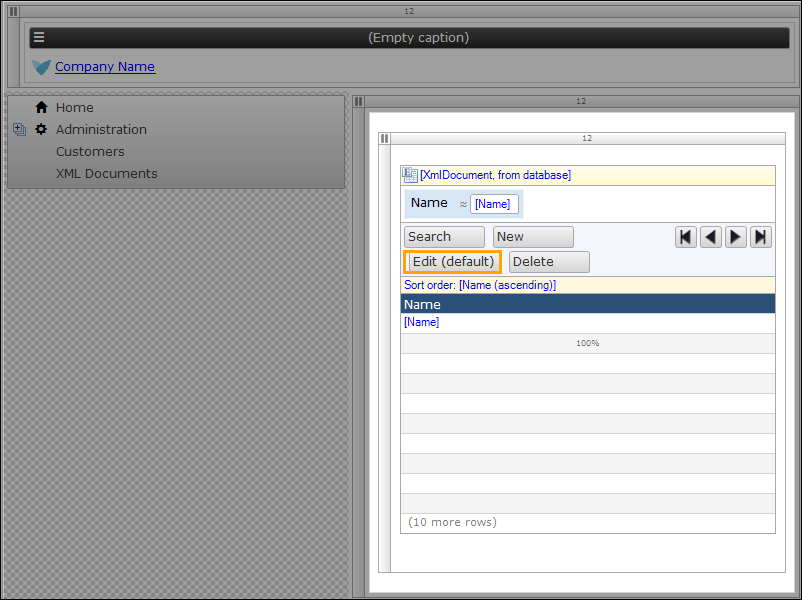 12
(Empty caption)
Company Name
Home
Administration
Customers
XML Documents
12
12
[XmlDocument, from database]
Name ≈ [Name]
Search New
Edit (default) Delete
Sort order: [Name (ascending)]
Name
[Name]
100%
(10 more rows)